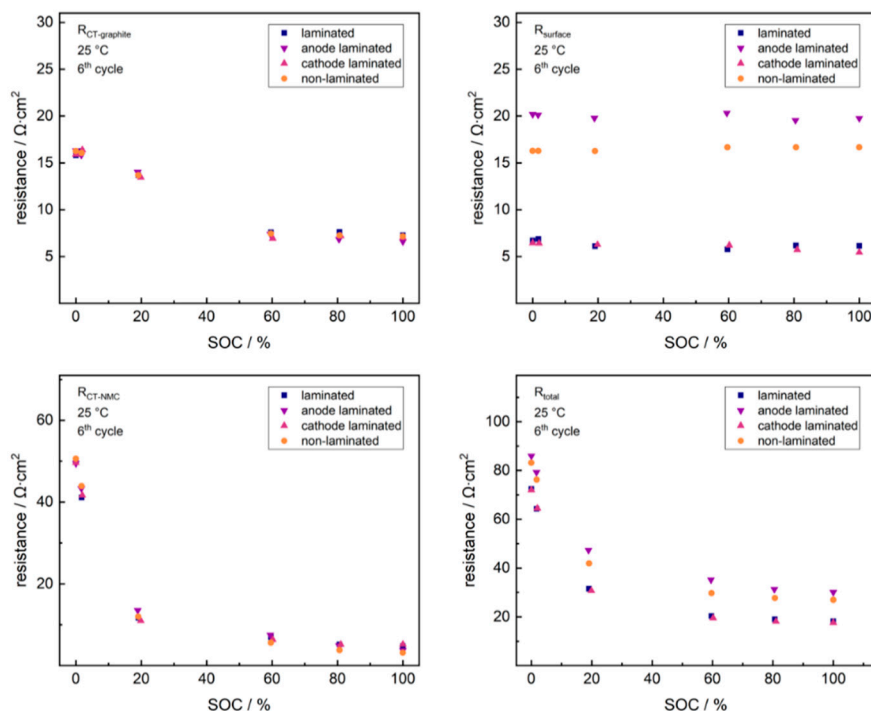 R_CT-graphite
25 °C
6th cycle
laminated
anode laminated
cathode laminated
non-laminated
30
25
20
15
10
5
0 20 40 60 80 100
resistance / Ω·cm²
SOC / %
R_surface
25 °C
6th cycle
laminated
anode laminated
cathode laminated
non-laminated
30
25
20
15
10
5
0 20 40 60 80 100
resistance / Ω·cm²
SOC / %
R_CT-NMC
25 °C
6th cycle
laminated
anode laminated
cathode laminated
non-laminated
60
40
20
0 20 40 60 80 100
resistance / Ω·cm²
SOC / %
R_total
25 °C
6th cycle
laminated
anode laminated
cathode laminated
non-laminated
100
80
60
40
20
0 20 40 60 80 100
resistance / Ω·cm²
SOC / %